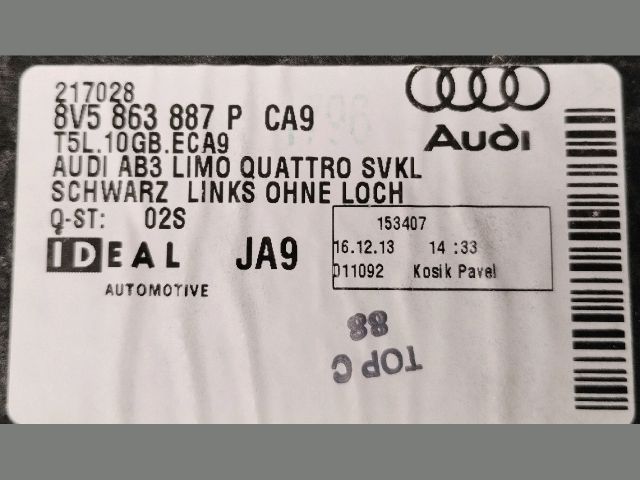 217028
8V5 863 887 P CA9
T5L.10GB.ECA9
AUDI AB3 LIMO QUATTRO SVKL
SCHWARZ LINKS OHNE LOCH
Q-ST: 02S
IDEAL JA9
AUTOMOTIVE
Audi
153407
16.12.13 14:33
D11092 Kosik Pavel
TOP C
88